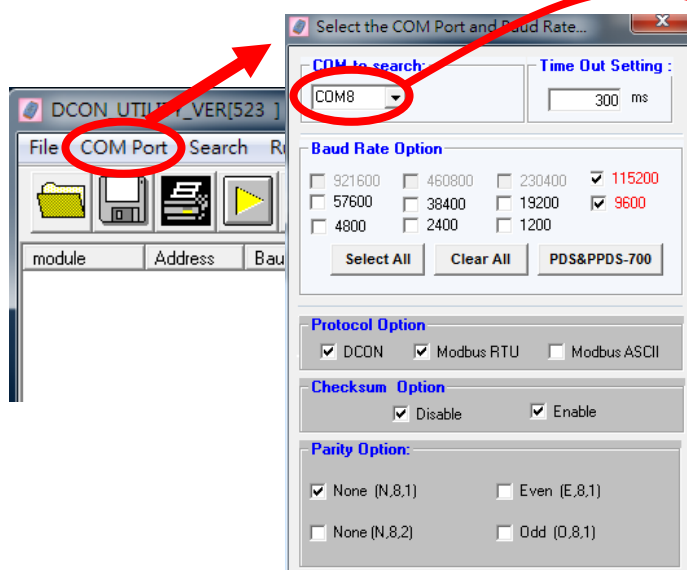 Select the COM Port and Baud Rate...
COM to search:
Time Out Setting :
COM8
300 ms
DCON_UTILITY_VER[523 ]
File COM Port Search
Baud Rate Option
921600 460800 230400 115200
57600 38400 19200 9600
4800 2400 1200
Select All Clear All PDS&PPDS-700
module Address
Protocol Option
DCON Modbus RTU Modbus ASCII
Checksum Option
Disable Enable
Parity Option:
None (N,8,1) Even (E,8,1)
None (N,8,2) Odd (O,8,1)